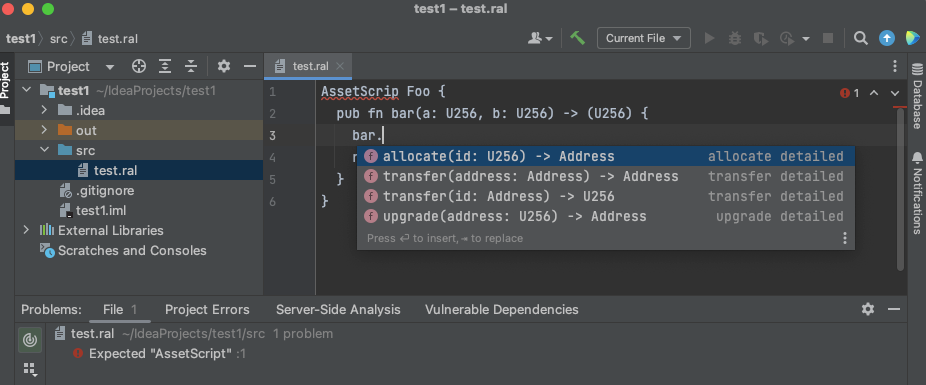 test1 – test.ral
test1 〉 src 〉 test.ral
Current File
Project
Project
test.ral
test1 ~/IdeaProjects/test1
.idea
out
src
test.ral
.gitignore
test1.iml
External Libraries
Scratches and Consoles
1 AssetScrip Foo {
2 pub fn bar(a: U256, b: U256) -> (U256) {
3 bar.
4 r
5 }
6 }
1
allocate(id: U256) -> Address allocate detailed
transfer(address: Address) -> Address transfer detailed
transfer(id: Address) -> U256 transfer detailed
upgrade(address: U256) -> Address upgrade detailed
Press ⏎ to insert, ⇥ to replace
Database
Notifications
Problems: File 1 Project Errors Server-Side Analysis Vulnerable Dependencies
test.ral ~/IdeaProjects/test1/src 1 problem
Expected "AssetScript" :1